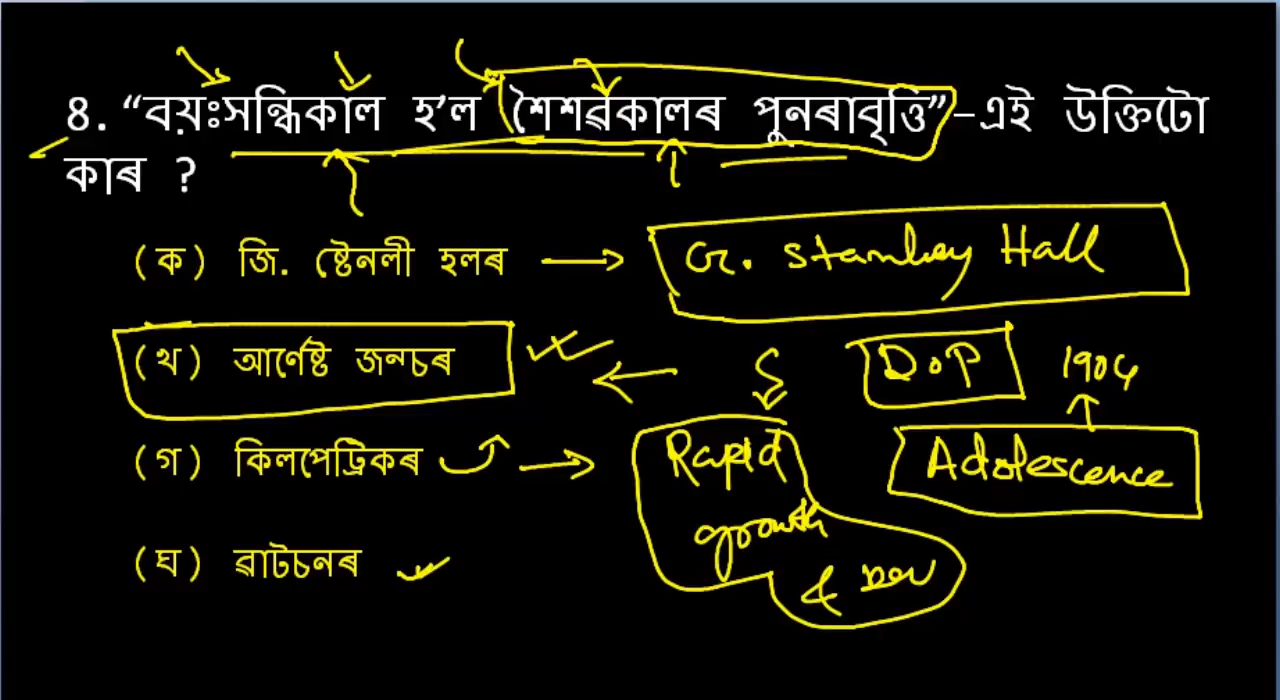 8. “বয়ঃসন্ধিকাল হ’ল শৈশৱকালৰ পুনৰাবৃত্তি”-এই উক্তিটো
কাৰ ?
(ক) জি. ষ্টেনলী হলৰ
G. Stanley Hall
(খ) আৰ্ণেষ্ট জন্চৰ
DoP 1904
(গ) কিলপেট্ৰিকৰ
Rapid
growth
& Dev
Adolescence
(ঘ) ৱাটচনৰ